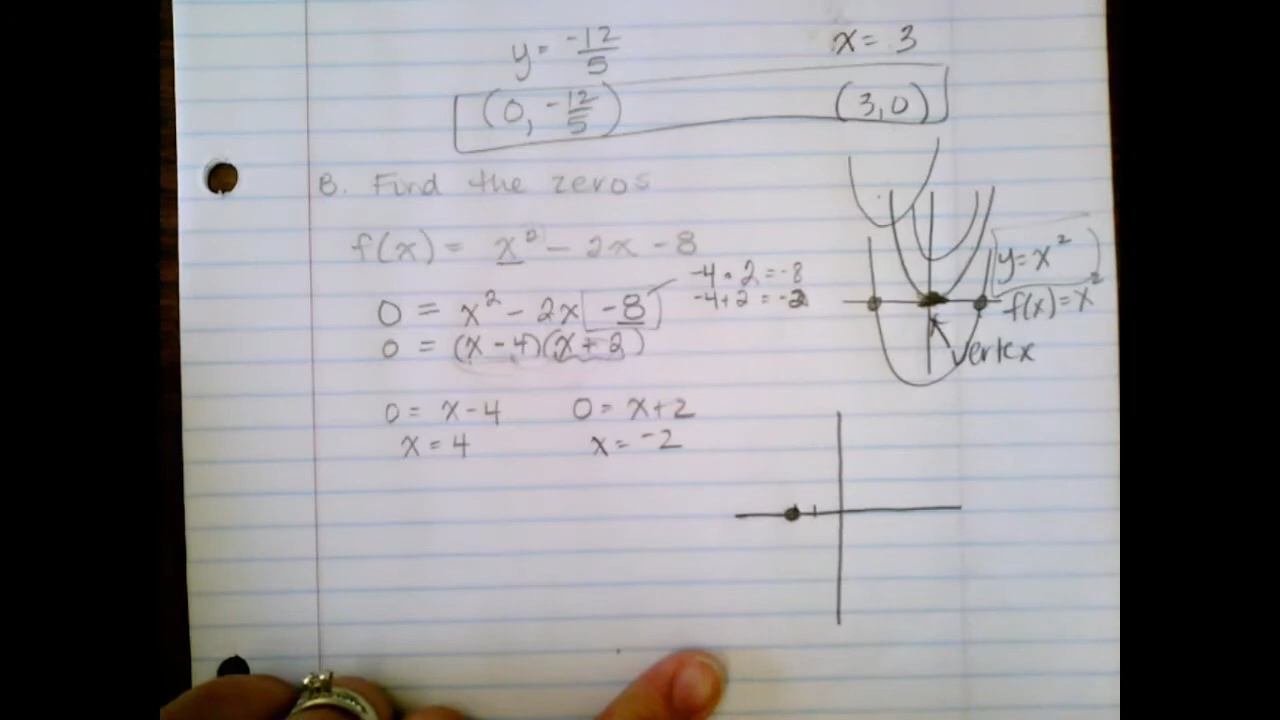 y = -12/5 x = 3
(0, -12/5) (3,0)
B. Find the zeros
f(x) = x² - 2x - 8
-4 • 2 = -8
-4 + 2 = -2
0 = x² - 2x - 8
0 = (x - 4)(x + 2)
0 = x - 4 0 = x + 2
x = 4 x = -2
y = x²
f(x) = x²
Vertex